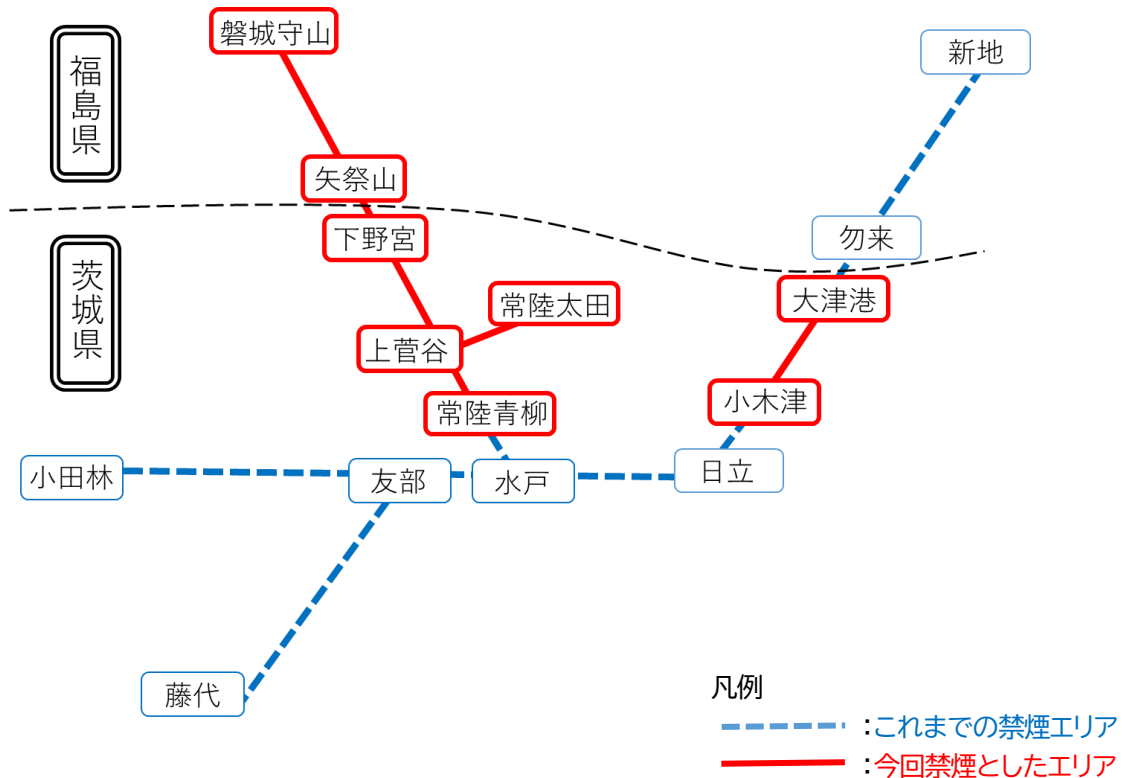 福島県
磐城守山
新地
矢祭山
勿来
下野宮
茨城県
常陸太田
大津港
上菅谷
小木津
常陸青柳
小田林
友部
水戸
日立
藤代
凡例
：これまでの禁煙エリア
：今回禁煙としたエリア